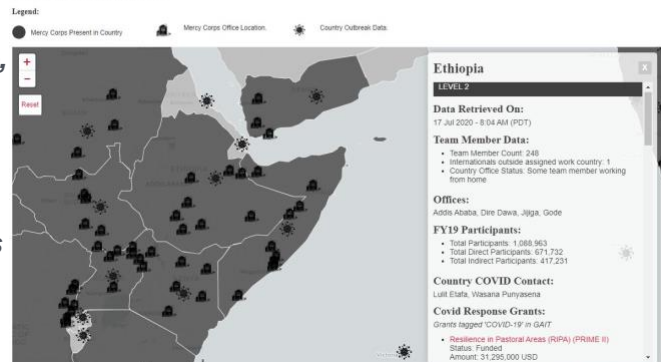 Legend:
Mercy Corps Present in Country
Mercy Corps Office Location.
Country Outbreak Data.
+
−
Reset
Ethiopia
X
LEVEL 2
Data Retrieved On:
17 Jul 2020 - 8:04 AM (PDT)
Team Member Data:
• Team Member Count: 248
• Internationals outside assigned work country: 1
• Country Office Status: Some team member working
from home
Offices:
Addis Ababa, Dire Dawa, Jijiga, Gode
FY19 Participants:
• Total Participants: 1,088,963
• Total Direct Participants: 671,732
• Total Indirect Participants: 417,231
Country COVID Contact:
Lulit Etafa, Wasana Punyasena
Covid Response Grants:
Grants tagged 'COVID-19' in GAIT
• Resilience in Pastoral Areas (RIPA) (PRIME II)
Status: Funded
Amount: 31,295,000 USD